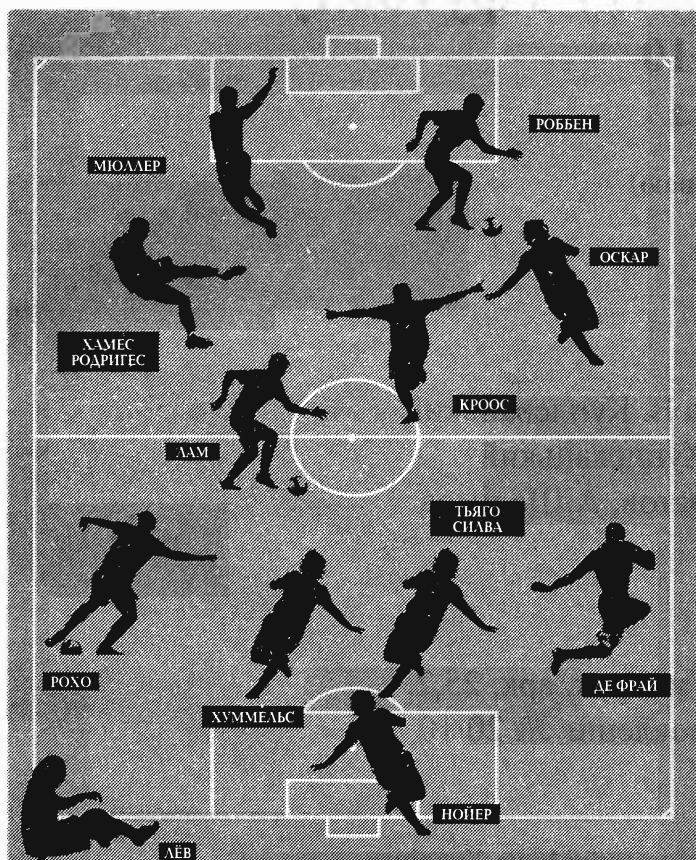 МЮЛЛЕР
РОББЕН
ОСКАР
ХАМЕС
РОДРИГЕС
КРООС
ЛАМ
ТЬЯГО
СИЛВА
РОХО
ДЕ ФРАЙ
ХУММЕЛЬС
НОЙЕР
ЛЁВ